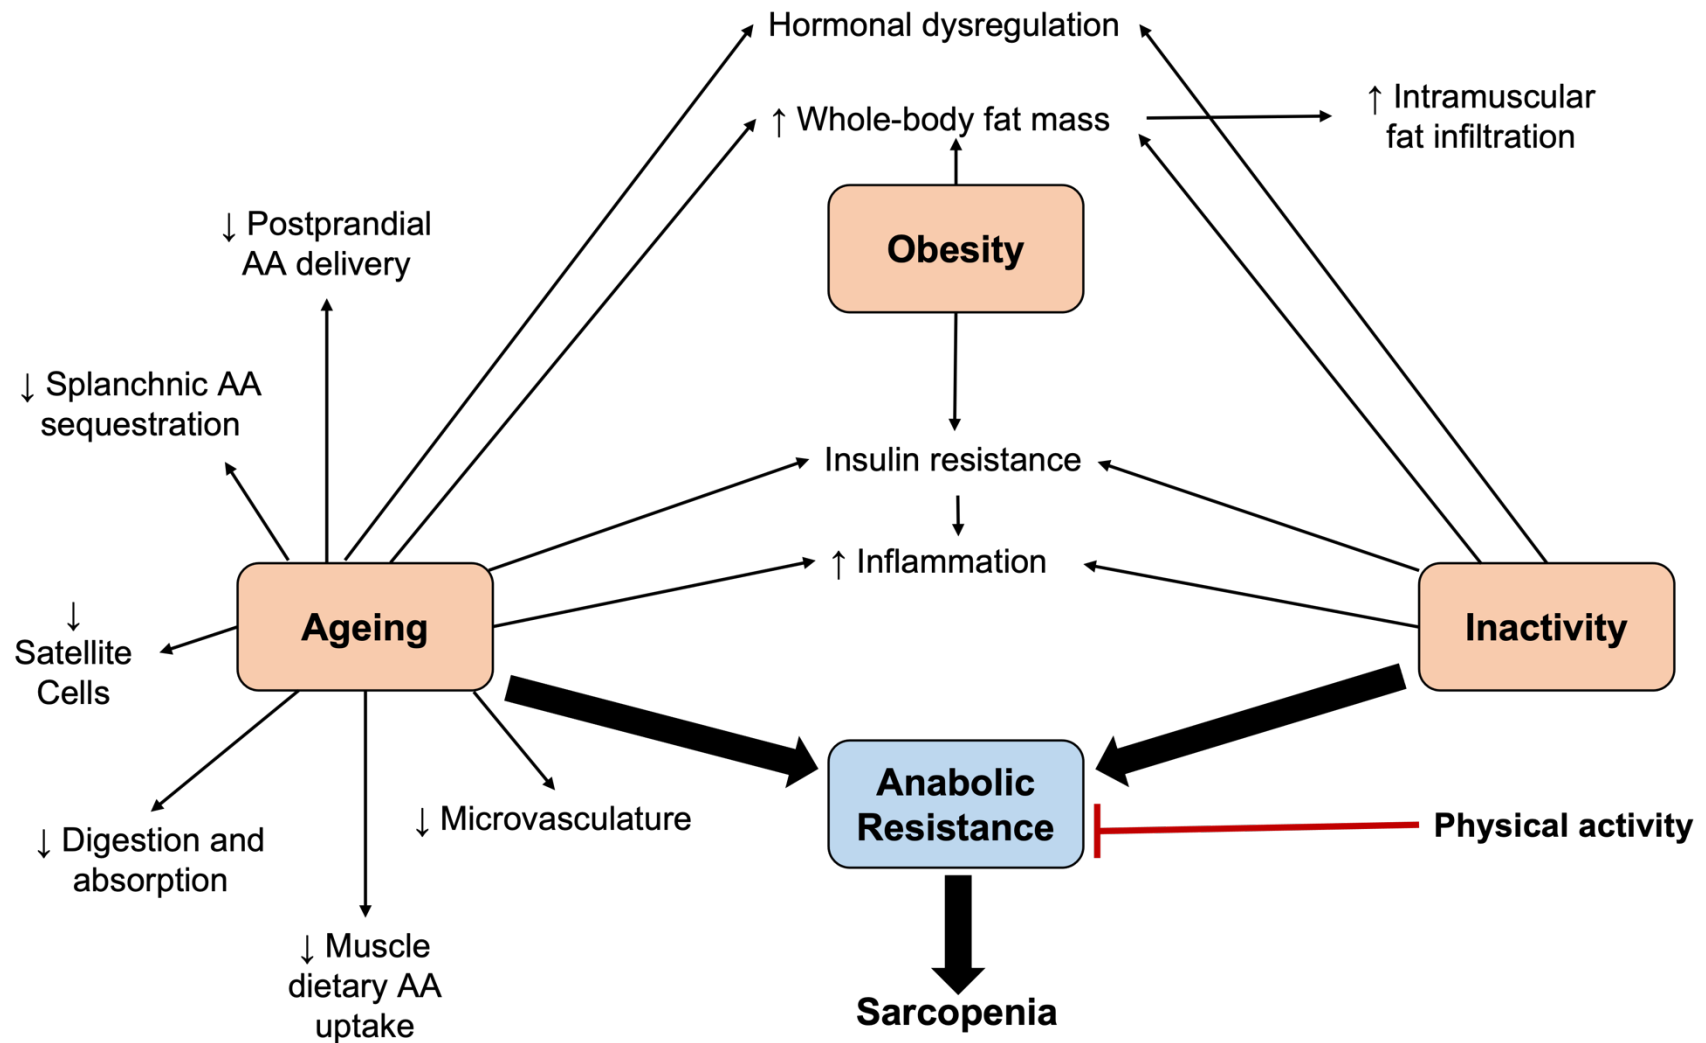 Hormonal dysregulation
↑ Whole-body fat mass
↑ Intramuscular
fat infiltration
Obesity
↓ Postprandial
AA delivery
↓ Splanchnic AA
sequestration
Insulin resistance
↑ Inflammation
Ageing
Inactivity
↓
Satellite
Cells
Anabolic
Resistance
↓ Microvasculature
Physical activity
↓ Digestion and
absorption
↓ Muscle
dietary AA
uptake
Sarcopenia